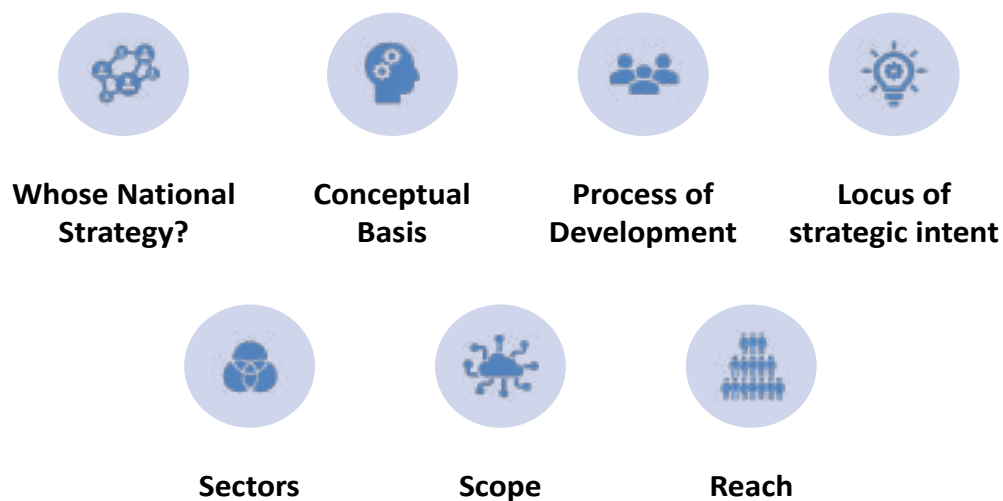 Whose National
Strategy?
Conceptual
Basis
Process of
Development
Locus of
strategic intent
Sectors
Scope
Reach